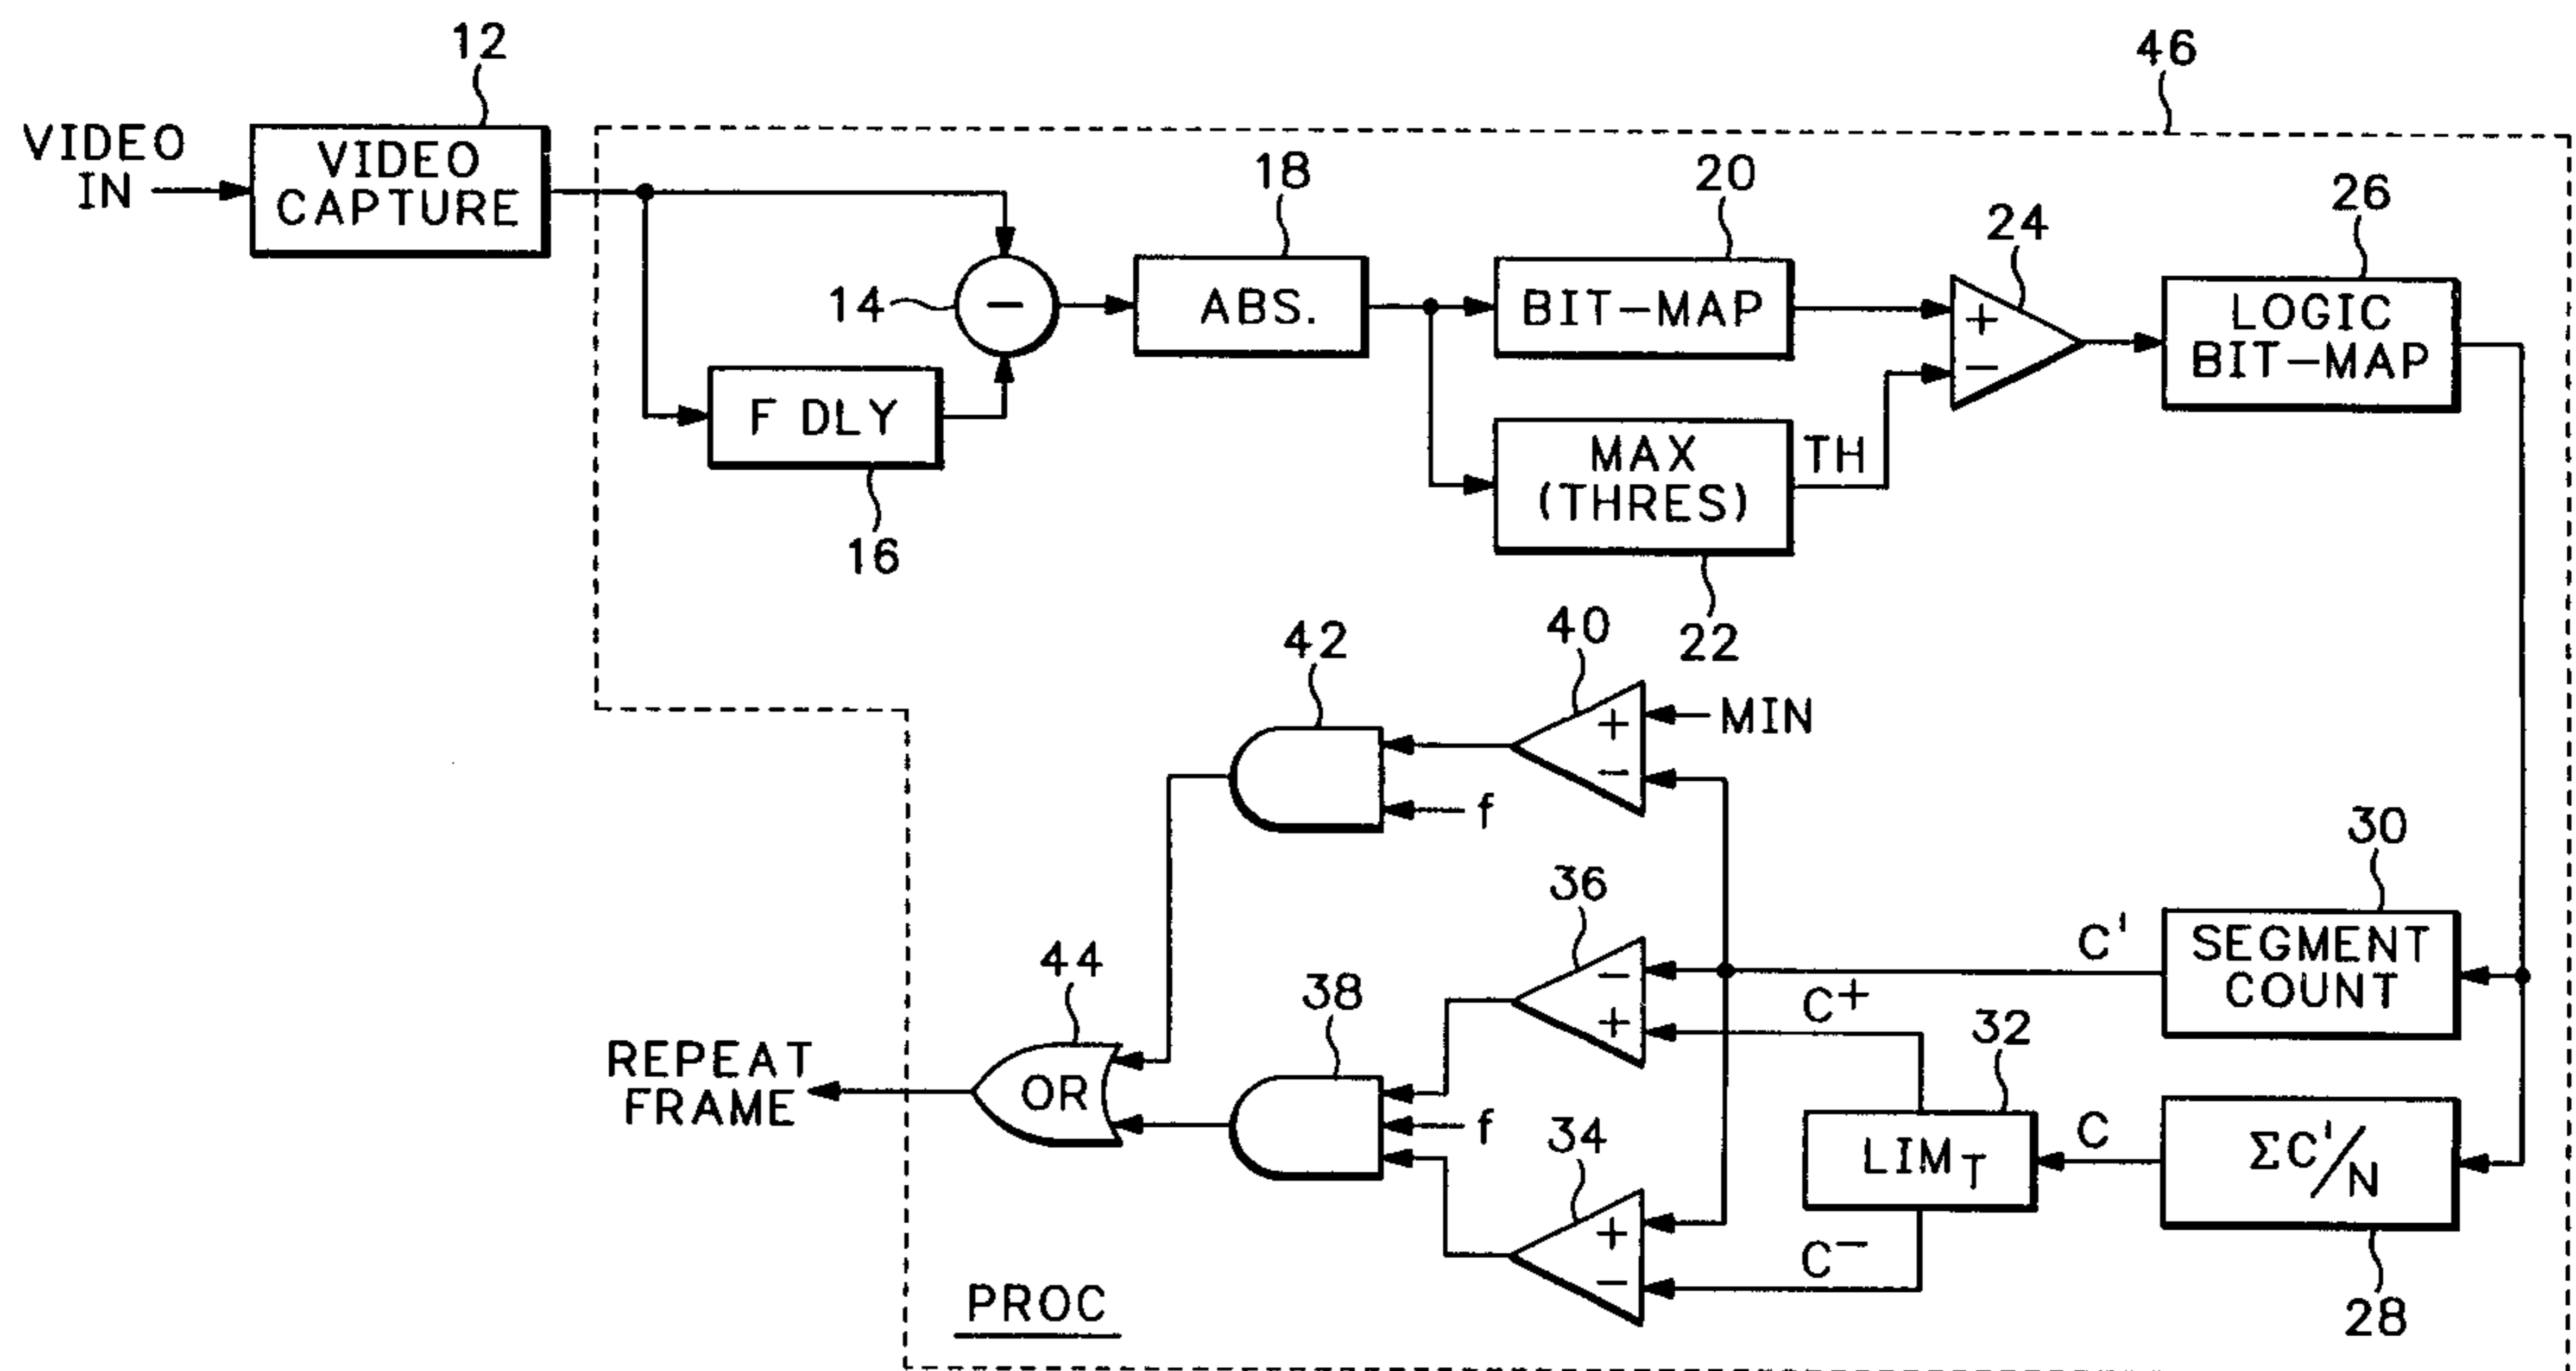 12
46
VIDEO
IN
VIDEO
CAPTURE
18
20
24
26
14
−
ABS.
BIT−MAP
+
−
LOGIC
BIT−MAP
F DLY
MAX
(THRES)
TH
16
22
42
40
+
−
MIN
f
30
36
−
+
C'
SEGMENT
COUNT
44
38
C+
32
REPEAT
FRAME
OR
f
34
+
−
LIM T
C
ΣC'/N
C−
28
PROC